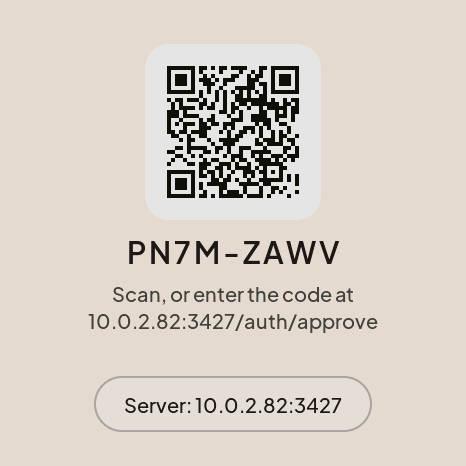 PN7M-ZAWV
Scan, or enter the code at
10.0.2.82:3427/auth/approve
Server: 10.0.2.82:3427